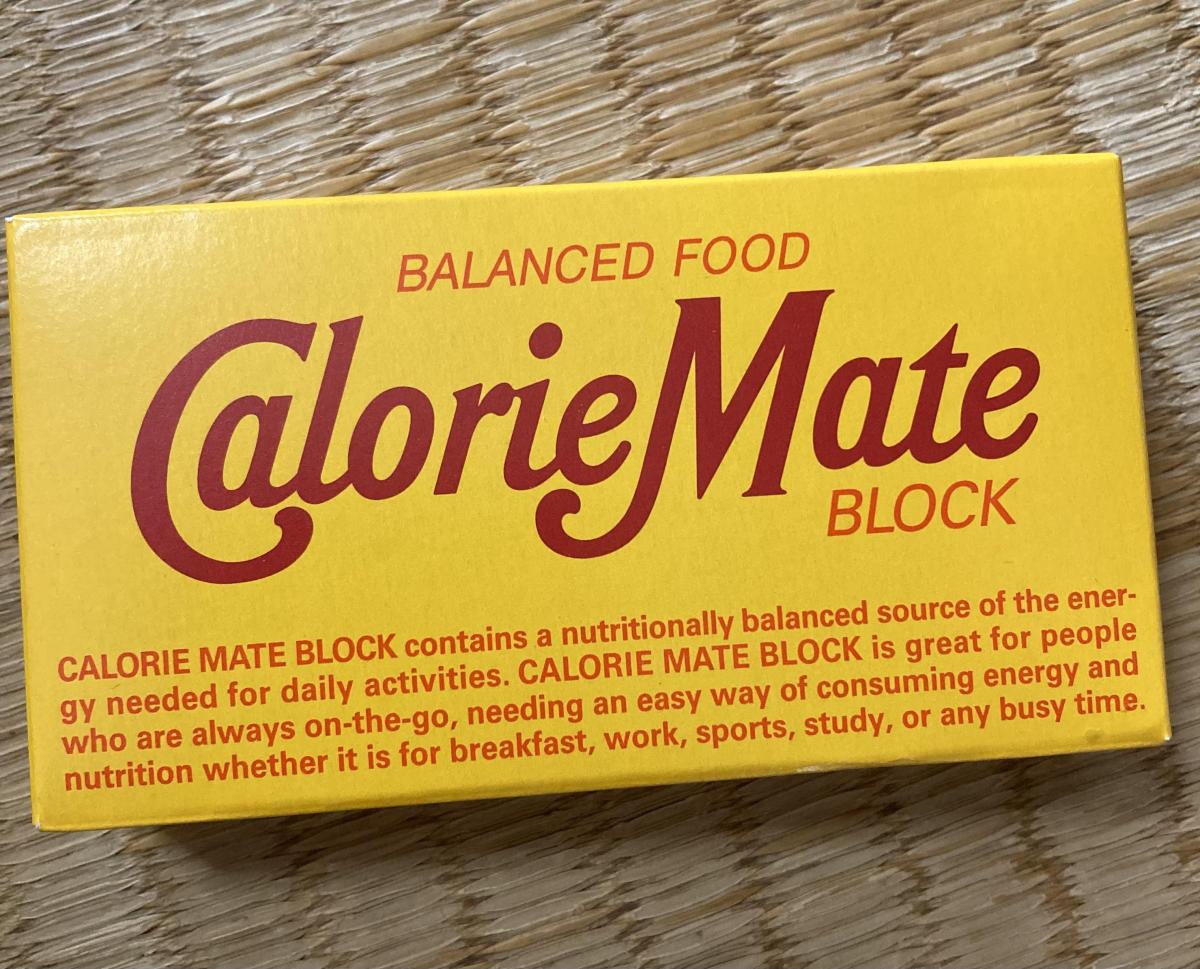 BALANCED FOOD
CalorieMate
BLOCK
CALORIE MATE BLOCK contains a nutritionally balanced source of the ener-
gy needed for daily activities. CALORIE MATE BLOCK is great for people
who are always on-the-go, needing an easy way of consuming energy and
nutrition whether it is for breakfast, work, sports, study, or any busy time.